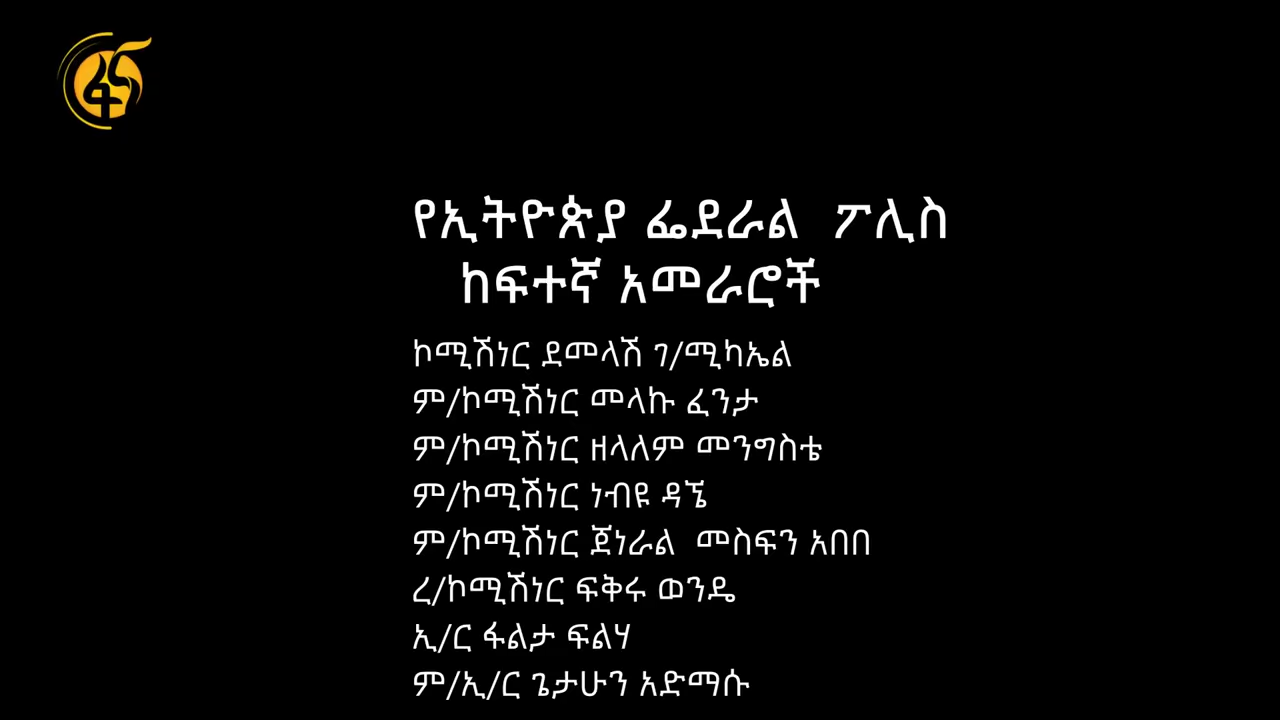 ፋና
የኢትዮጵያ ፌደራል ፖሊስ
ከፍተኛ አመራሮች
ኮሚሽነር ደመላሽ ገ/ሚካኤል
ም/ኮሚሽነር መላኩ ፈንታ
ም/ኮሚሽነር ዘላለም መንግስቴ
ም/ኮሚሽነር ነብዩ ዳኜ
ም/ኮሚሽነር ጀነራል መስፍን አበበ
ረ/ኮሚሽነር ፍቅሩ ወንዴ
ኢ/ር ፋልታ ፍልሃ
ም/ኢ/ር ጌታሁን አድማሱ